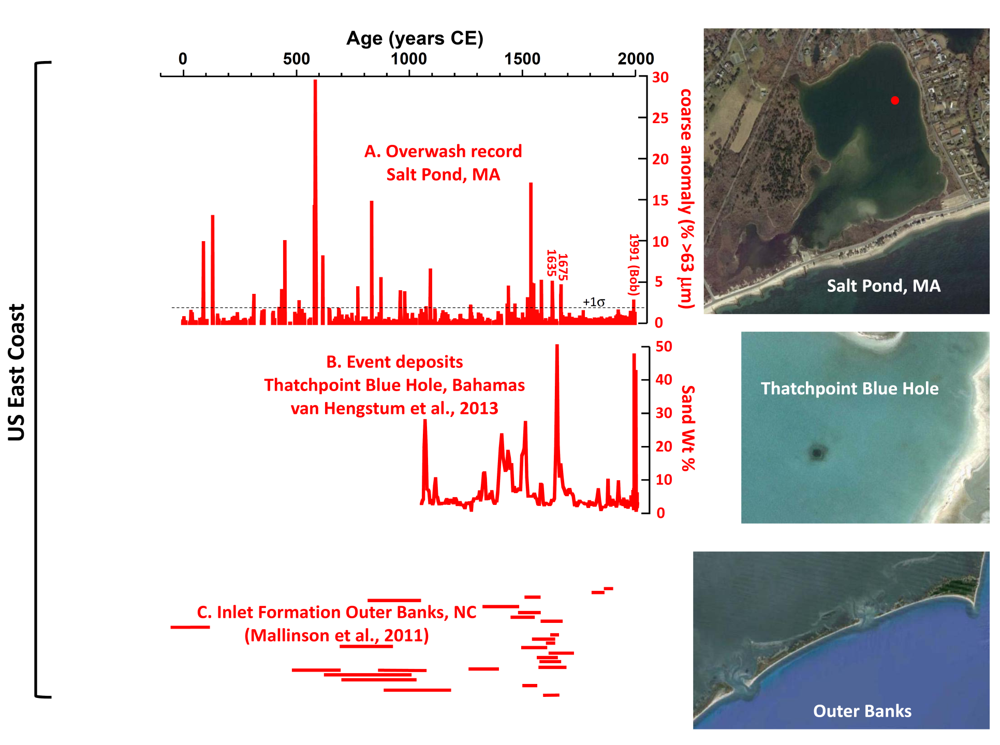 Age (years CE)
0 500 1000 1500 2000
30
25
20
15
10
5
0
coarse anomaly (% >63 µm)
A. Overwash record
Salt Pond, MA
1635
1675
1991 (Bob)
+1σ
Salt Pond, MA
US East Coast
B. Event deposits
Thatchpoint Blue Hole, Bahamas
van Hengstum et al., 2013
50
40
30
20
10
0
Sand Wt %
Thatchpoint Blue Hole
C. Inlet Formation Outer Banks, NC
(Mallinson et al., 2011)
Outer Banks